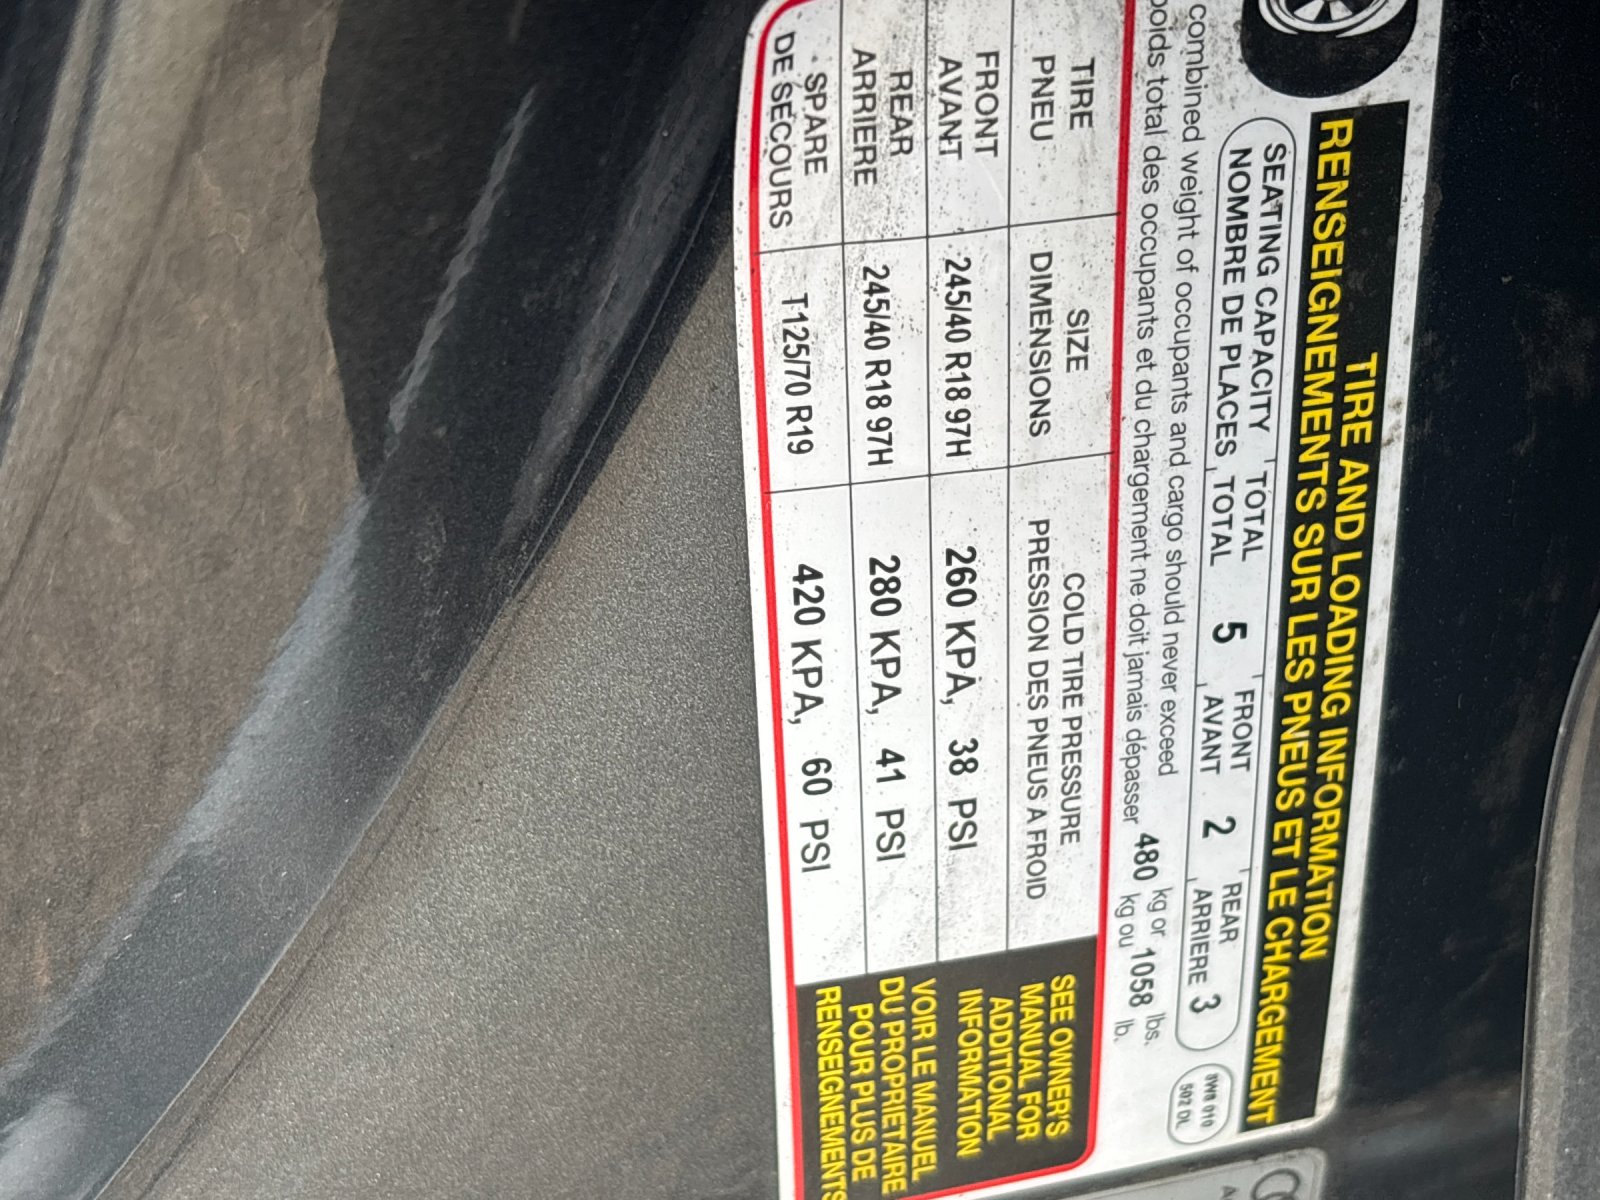 TIRE AND LOADING INFORMATION
RENSEIGNEMENTS SUR LES PNEUS ET LE CHARGEMENT
SEATING CAPACITY TOTAL FRONT REAR
NOMBRE DE PLACES TOTAL 5 AVANT 2 ARRIERE 3
combined weight of occupants and cargo should never exceed kg or lbs.
poids total des occupants et du chargement ne doit jamais dépasser 480 kg ou 1058 lb.
8W0 010
502 DL
TIRE SIZE COLD TIRE PRESSURE
PNEU DIMENSIONS PRESSION DES PNEUS A FROID
FRONT
AVANT 245/40 R18 97H 260 KPA, 38 PSI
REAR
ARRIERE 245/40 R18 97H 280 KPA, 41 PSI
SPARE
DE SECOURS T125/70 R19 420 KPA, 60 PSI
SEE OWNER'S
MANUAL FOR
ADDITIONAL
INFORMATION
VOIR LE MANUEL
DU PROPRIETAIRE
POUR PLUS DE
RENSEIGNEMENTS